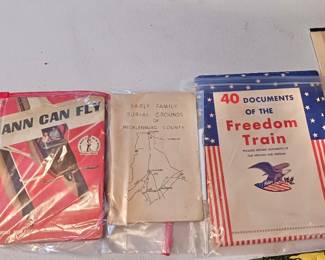 ANN CAN FLY
EARLY FAMILY
BURIAL GROUNDS
OF
MECKLENBURG COUNTY
40 DOCUMENTS
OF THE
Freedom
Train